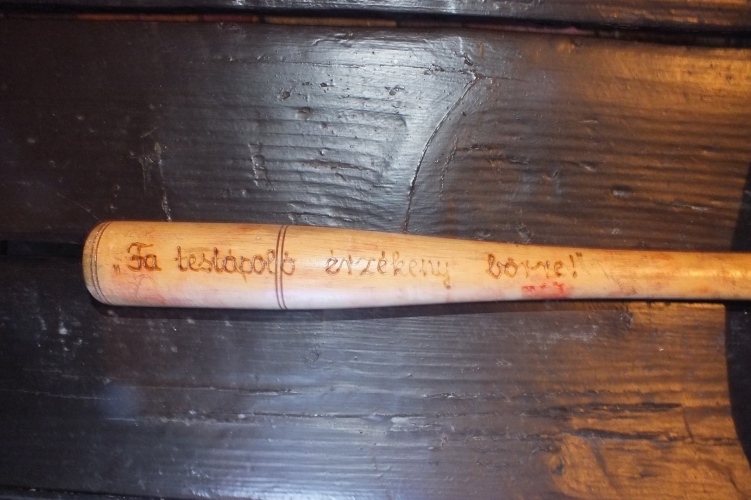 „Fa testápoló érzékeny bőrre!"